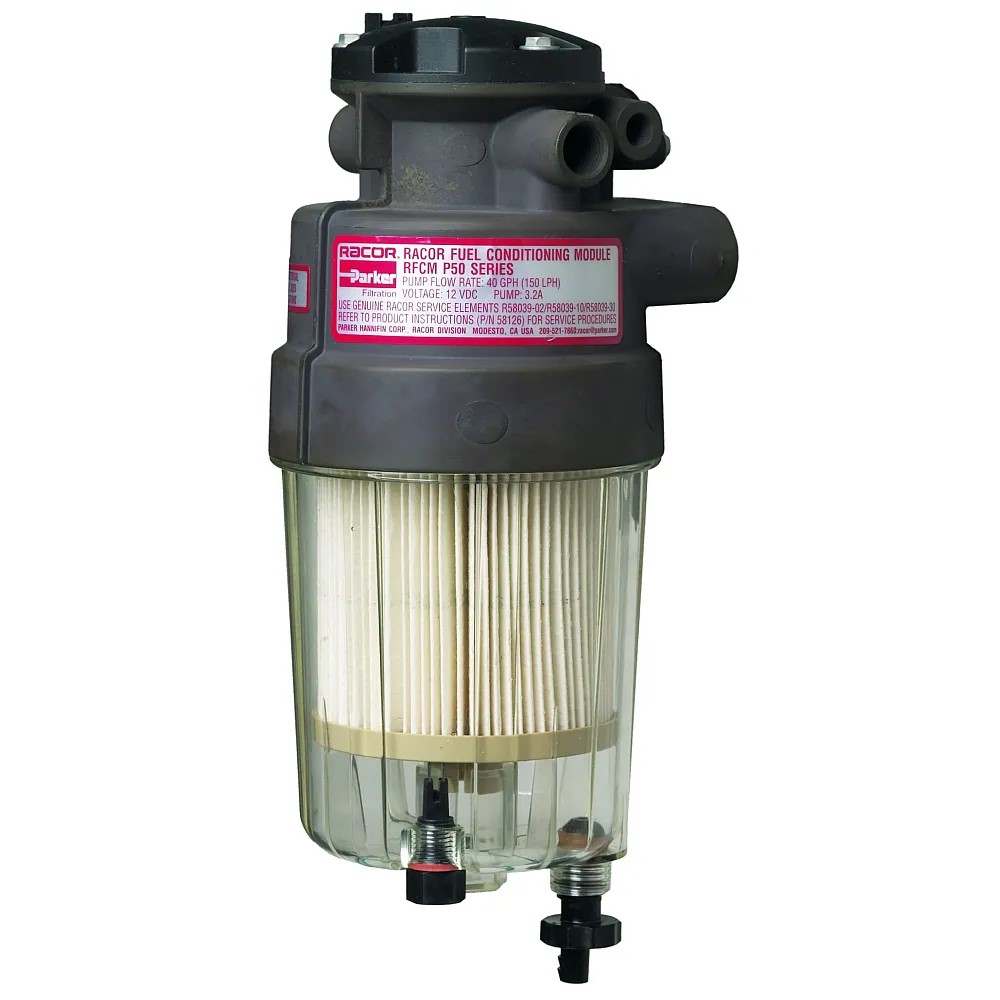 RACOR RACOR FUEL CONDITIONING MODULE
Parker RFCM P50 SERIES
PUMP FLOW RATE: 40 GPH (150 LPH)
Filtration VOLTAGE: 12 VDC PUMP: 3.2A
USE GENUINE RACOR SERVICE ELEMENTS R58039-02/R58039-10/R58039-30
REFER TO PRODUCT INSTRUCTIONS (P/N 58126) FOR SERVICE PROCEDURES
PARKER HANNIFIN CORP., RACOR DIVISION MODESTO, CA USA 209-521-7860;racor@parker.com